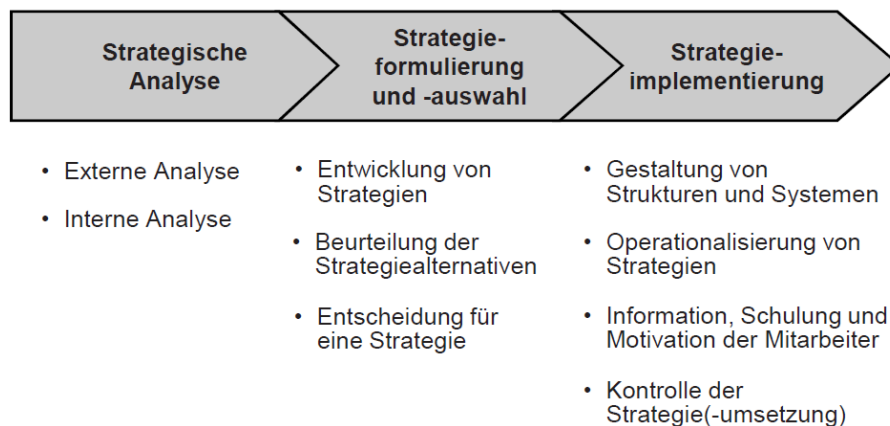 Strategische
Analyse
Strategie-
formulierung
und -auswahl
Strategie-
implementierung
• Externe Analyse
• Interne Analyse
• Entwicklung von
Strategien
• Beurteilung der
Strategiealternativen
• Entscheidung für
eine Strategie
• Gestaltung von
Strukturen und Systemen
• Operationalisierung von
Strategien
• Information, Schulung und
Motivation der Mitarbeiter
• Kontrolle der
Strategie(-umsetzung)